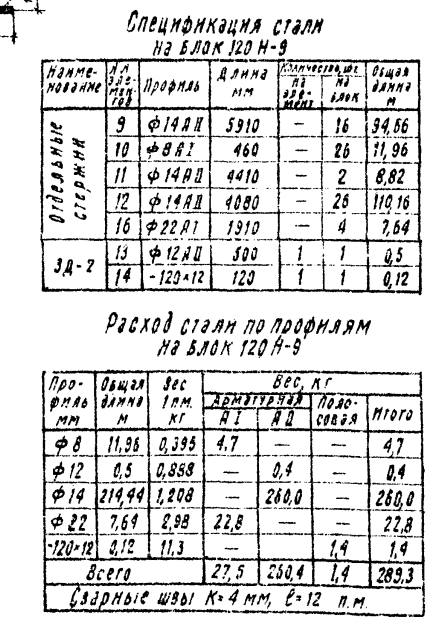 Спецификация стали
на блок 120 Н-9
Наиме-нование | NN эле-мен-тов | Профиль | Длина мм | Количество, шт. | Общая длина м
на эле-мент | на блок
Отдельные стержни
9 | ф14АII | 5910 | — | 16 | 94,56
10 | ф8АI | 460 | — | 26 | 11,96
11 | ф14АII | 4410 | — | 2 | 8,82
12 | ф14АII | 4080 | — | | 110,16
16 | ф22АI | 1910 | — | 4 | 7,64
ЗД-2
13 | ф12АII | 500 | 1 | 1 | 0,5
14 | -120×12 | 120 | 1 | 1 | 0,12
Расход стали по профилям
на блок 120 Н-9
Про-филь мм | Общая длина м | Вес 1 п.м. кг | Вес, кг
Арматурная | Поло-совая | Итого
АI | АII
ф8 | 11,96 | 0,395 | 4,7 | — | — | 4,7
ф12 | 0,5 | 0,888 | — | 0,4 | — | 0,4
ф14 | 214,44 | 1,208 | — | 260,0 | — | 260,0
ф22 | 7,64 | 2,98 | 22,8 | — | — | 22,8
-120×12 | 0,12 | 11,3 | — | 1,4 | 1,4
Всего | 27,5 | 260,4 | 1,4 | 289,3
Сварные швы К=4 мм, ℓ=12 п.м.